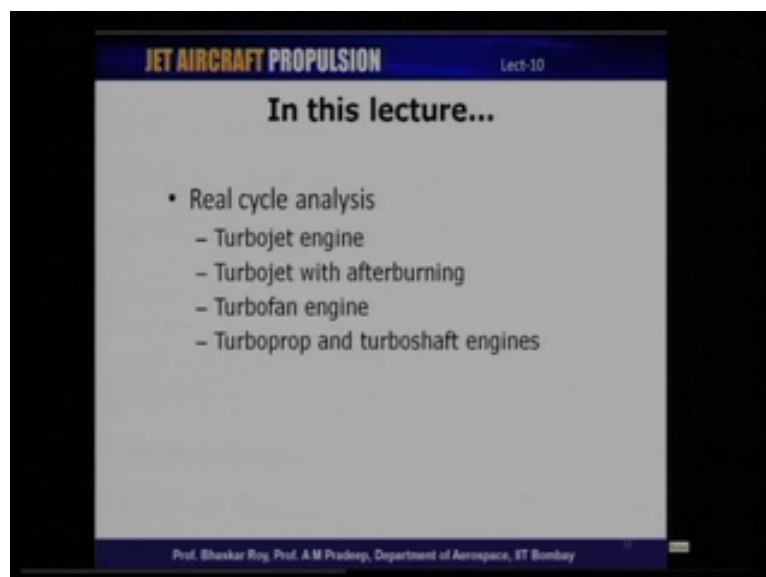 JET AIRCRAFT PROPULSION Lect-10
In this lecture...
• Real cycle analysis
– Turbojet engine
– Turbojet with afterburning
– Turbofan engine
– Turboprop and turboshaft engines
Prof. Bhaskar Roy, Prof. A M Pradeep, Department of Aerospace, IIT Bombay